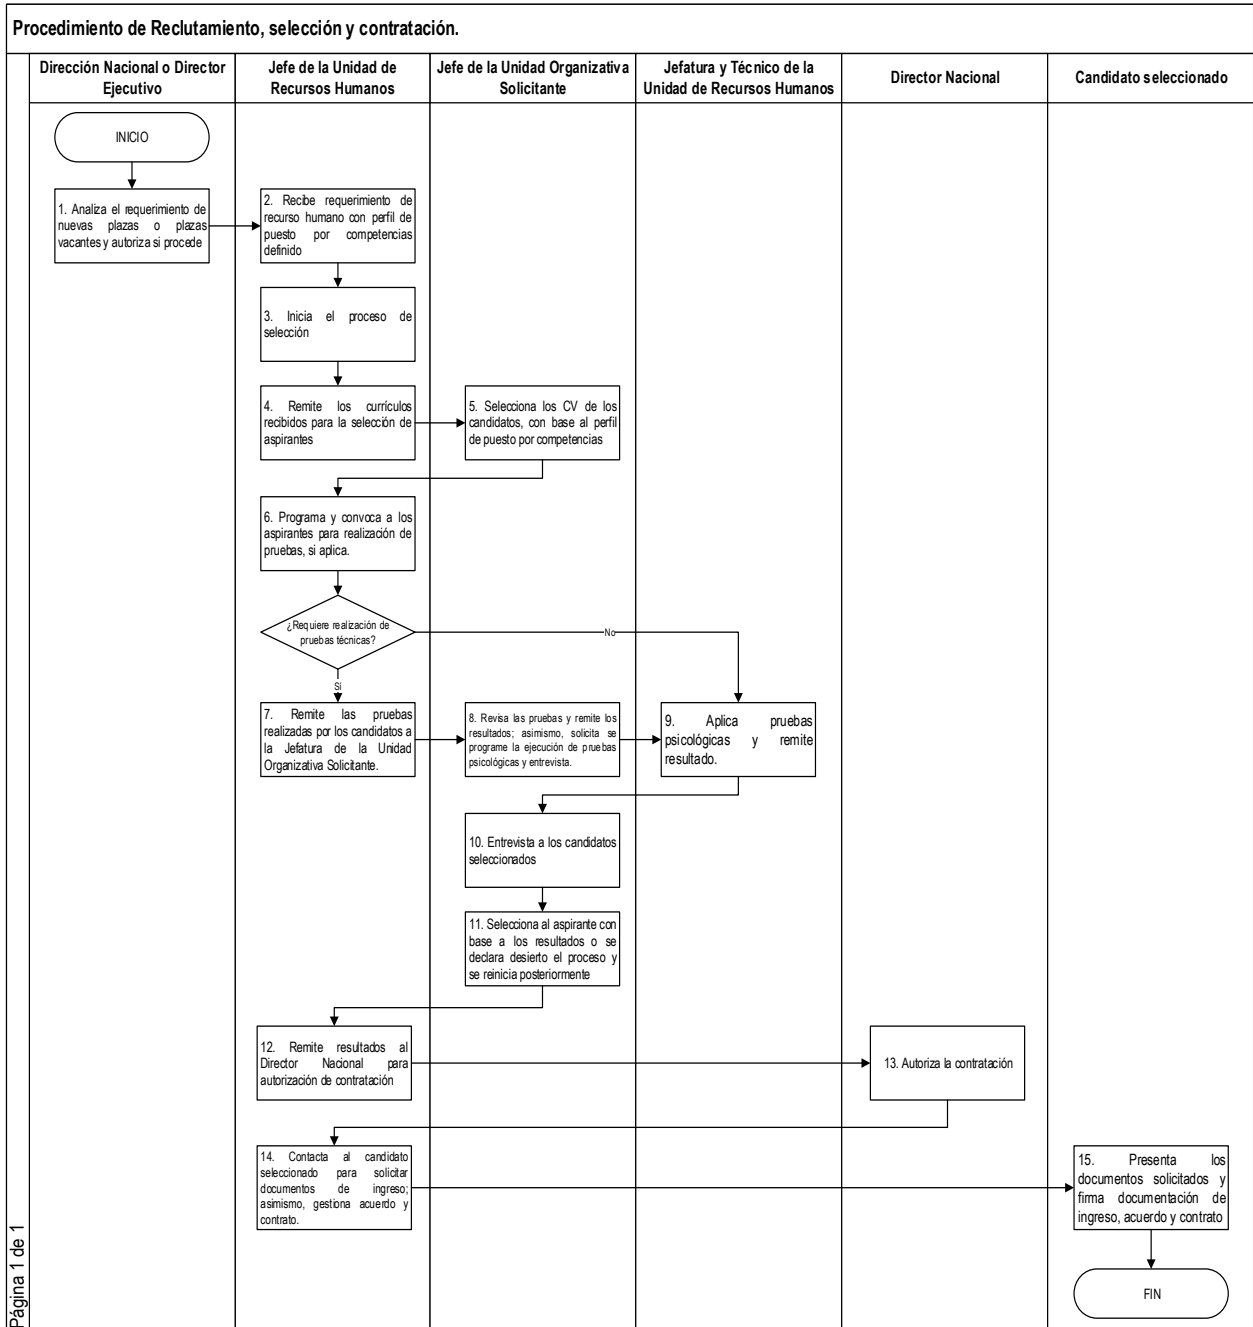 Procedimiento de Reclutamiento, selección y contratación.
Dirección Nacional o Director
Ejecutivo
Jefe de la Unidad de
Recursos Humanos
Jefe de la Unidad Organizativa
Solicitante
Jefatura y Técnico de la
Unidad de Recursos Humanos
Director Nacional
Candidato seleccionado
INICIO
1. Analiza el requerimiento de
nuevas plazas o plazas
vacantes y autoriza si procede
2. Recibe requerimiento de
recurso humano con perfil de
puesto por competencias
definido
3. Inicia el proceso de
selección
4. Remite los currículos
recibidos para la selección de
aspirantes
5. Selecciona los CV de los
candidatos, con base al perfil
de puesto por competencias
6. Programa y convoca a los
aspirantes para realización de
pruebas, si aplica.
¿Requiere realización de
pruebas técnicas?
No
Sí
7. Remite las pruebas
realizadas por los candidatos a
la Jefatura de la Unidad
Organizativa Solicitante.
8. Revisa las pruebas y remite los
resultados; asimismo, solicita se
programe la ejecución de pruebas
psicológicas y entrevista.
9. Aplica pruebas
psicológicas y remite
resultado.
10. Entrevista a los candidatos
seleccionados
11. Selecciona al aspirante con
base a los resultados o se
declara desierto el proceso y
se reinicia posteriormente
12. Remite resultados al
Director Nacional para
autorización de contratación
13. Autoriza la contratación
14. Contacta al candidato
seleccionado para solicitar
documentos de ingreso;
asimismo, gestiona acuerdo y
contrato.
15. Presenta los
documentos solicitados y
firma documentación de
ingreso, acuerdo y contrato
FIN
Página 1 de 1